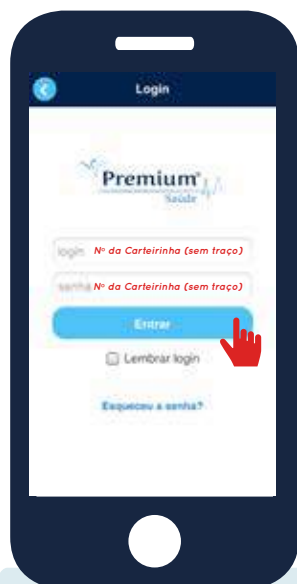 Login
Premium
Saúde
login Nº da Carteirinha (sem traço)
senha Nº da Carteirinha (sem traço)
Entrar
Lembrar login
Esqueceu a senha?